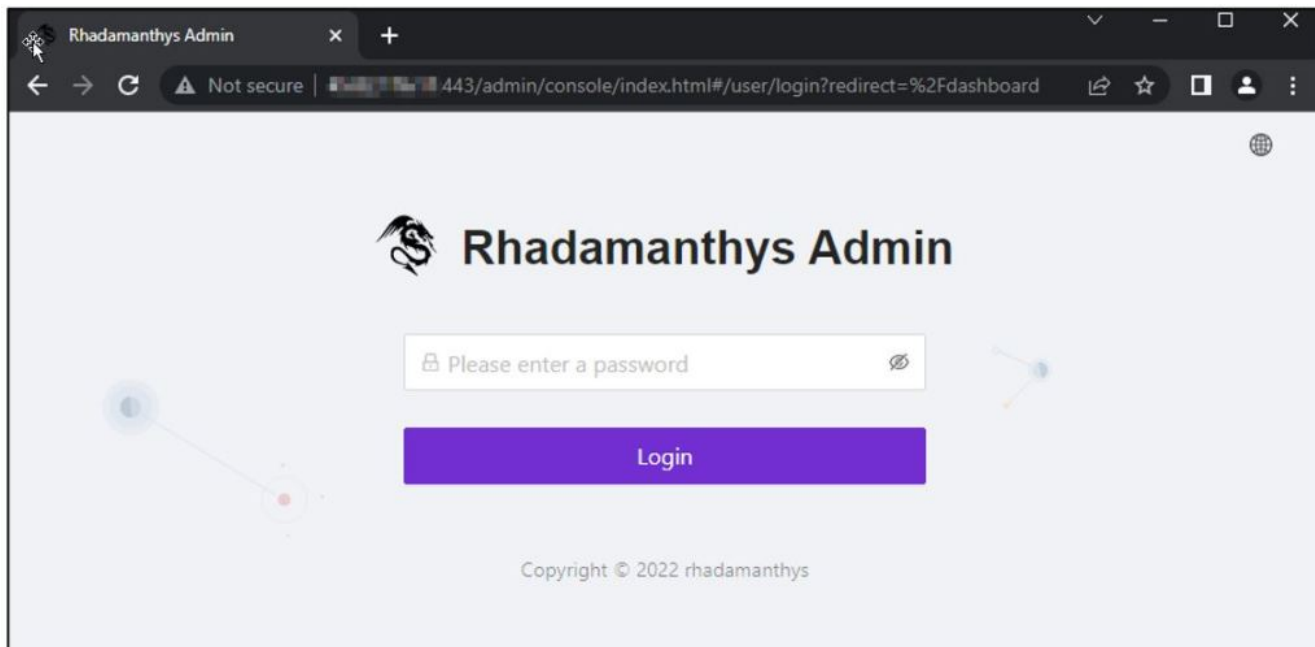 Rhadamanthys Admin
Not secure | :443/admin/console/index.html#/user/login?redirect=%2Fdashboard
Rhadamanthys Admin
Please enter a password
Login
Copyright © 2022 rhadamanthys